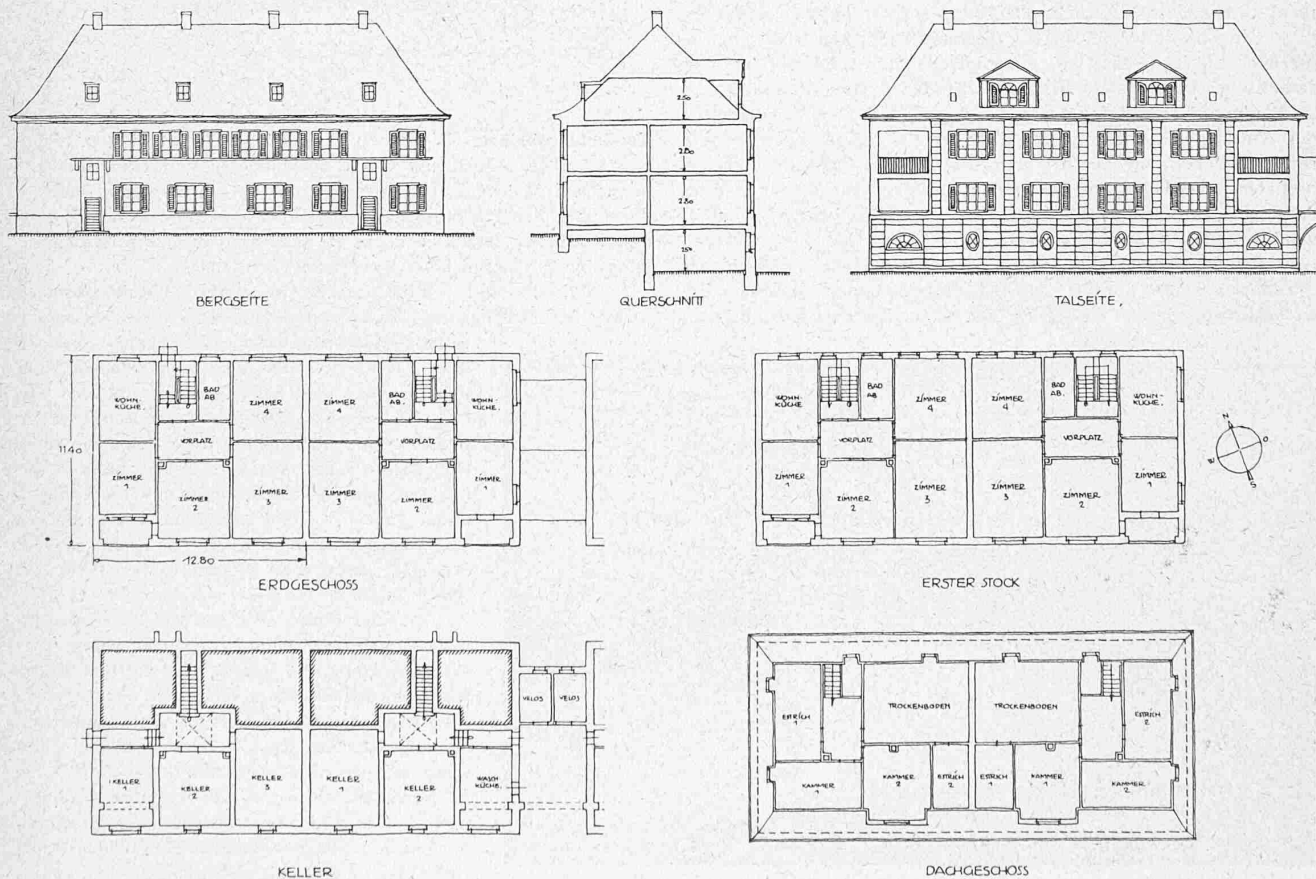 2.50
2.80
2.80
2.50
BERGSEITE
QUERSCHNITT
TALSEITE.
WOHN-
KÜCHE.
BAD
AB
ZIMMER
4
ZIMMER
4
BAD
AB.
WOHN-
KÜCHE.
VORPLATZ
VORPLATZ
11.40
ZIMMER
1
ZIMMER
2
ZIMMER
3
ZIMMER
3
ZIMMER
2
ZIMMER
1
12.80
ERDGESCHOSS
WOHN-
KÜCHE
BAD
AB
ZIMMER
4
ZIMMER
4
BAD
AB.
WOHN-
KÜCHE.
VORPLATZ
VORPLATZ
ZIMMER
1
ZIMMER
2
ZIMMER
3
ZIMMER
3
ZIMMER
2
ZIMMER
1
N
O
W
S
ERSTER STOCK
VELOS
VELOS
KELLER
1
KELLER
2
KELLER
3
KELLER
1
KELLER
2
WASCH
KÜCHE.
KELLER
ESTRICH
1
TROCKENBODEN
TROCKENBODEN
ESTRICH
2
KAMMER
1
KAMMER
2
ESTRICH
2
ESTRICH
1
KAMMER
1
KAMMER
2
DACHGESCHOSS